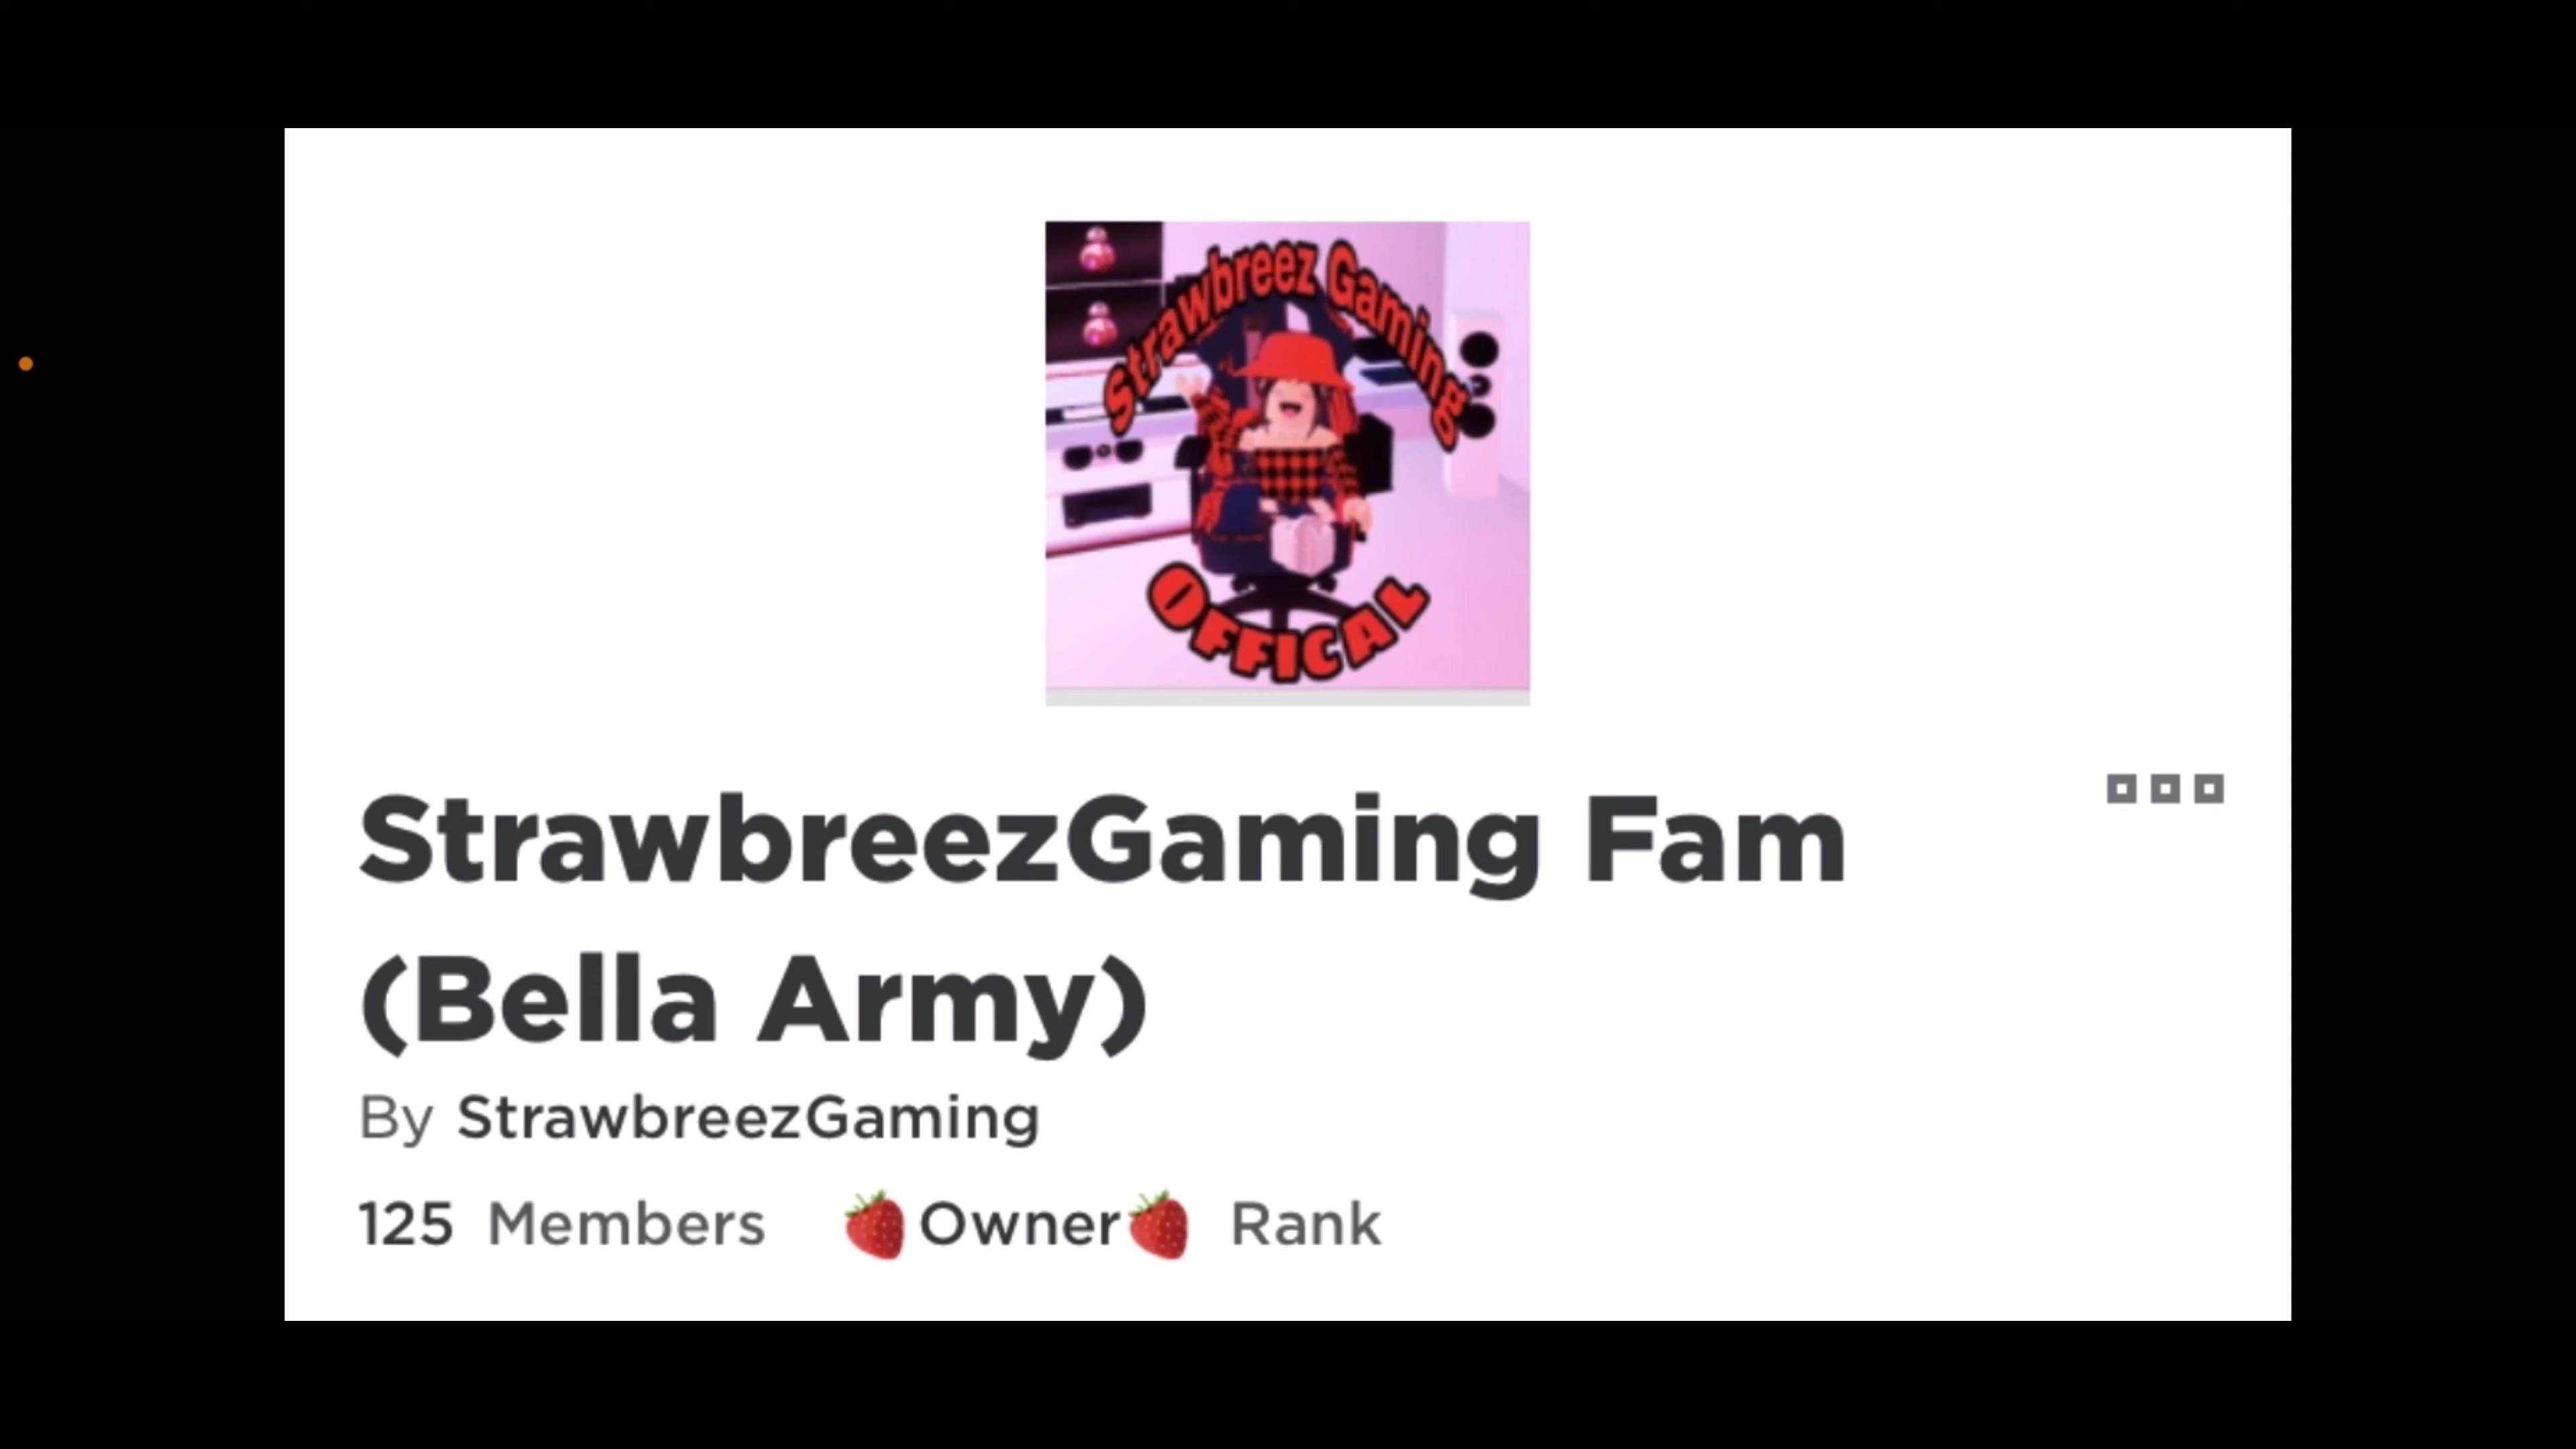 Strawbreez Gaming
OFFICAL
StrawbreezGaming Fam
(Bella Army)
By StrawbreezGaming
125 Members 🍓Owner🍓 Rank